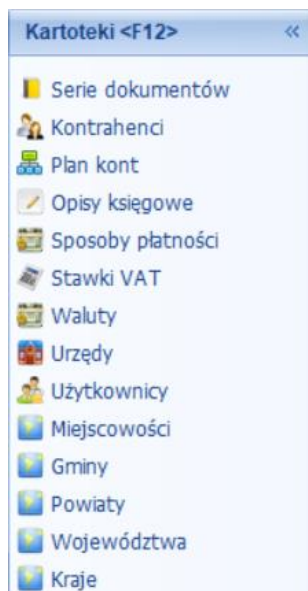 Kartoteki <F12> «
Serie dokumentów
Kontrahenci
Plan kont
Opisy księgowe
Sposoby płatności
Stawki VAT
Waluty
Urzędy
Użytkownicy
Miejscowości
Gminy
Powiaty
Województwa
Kraje